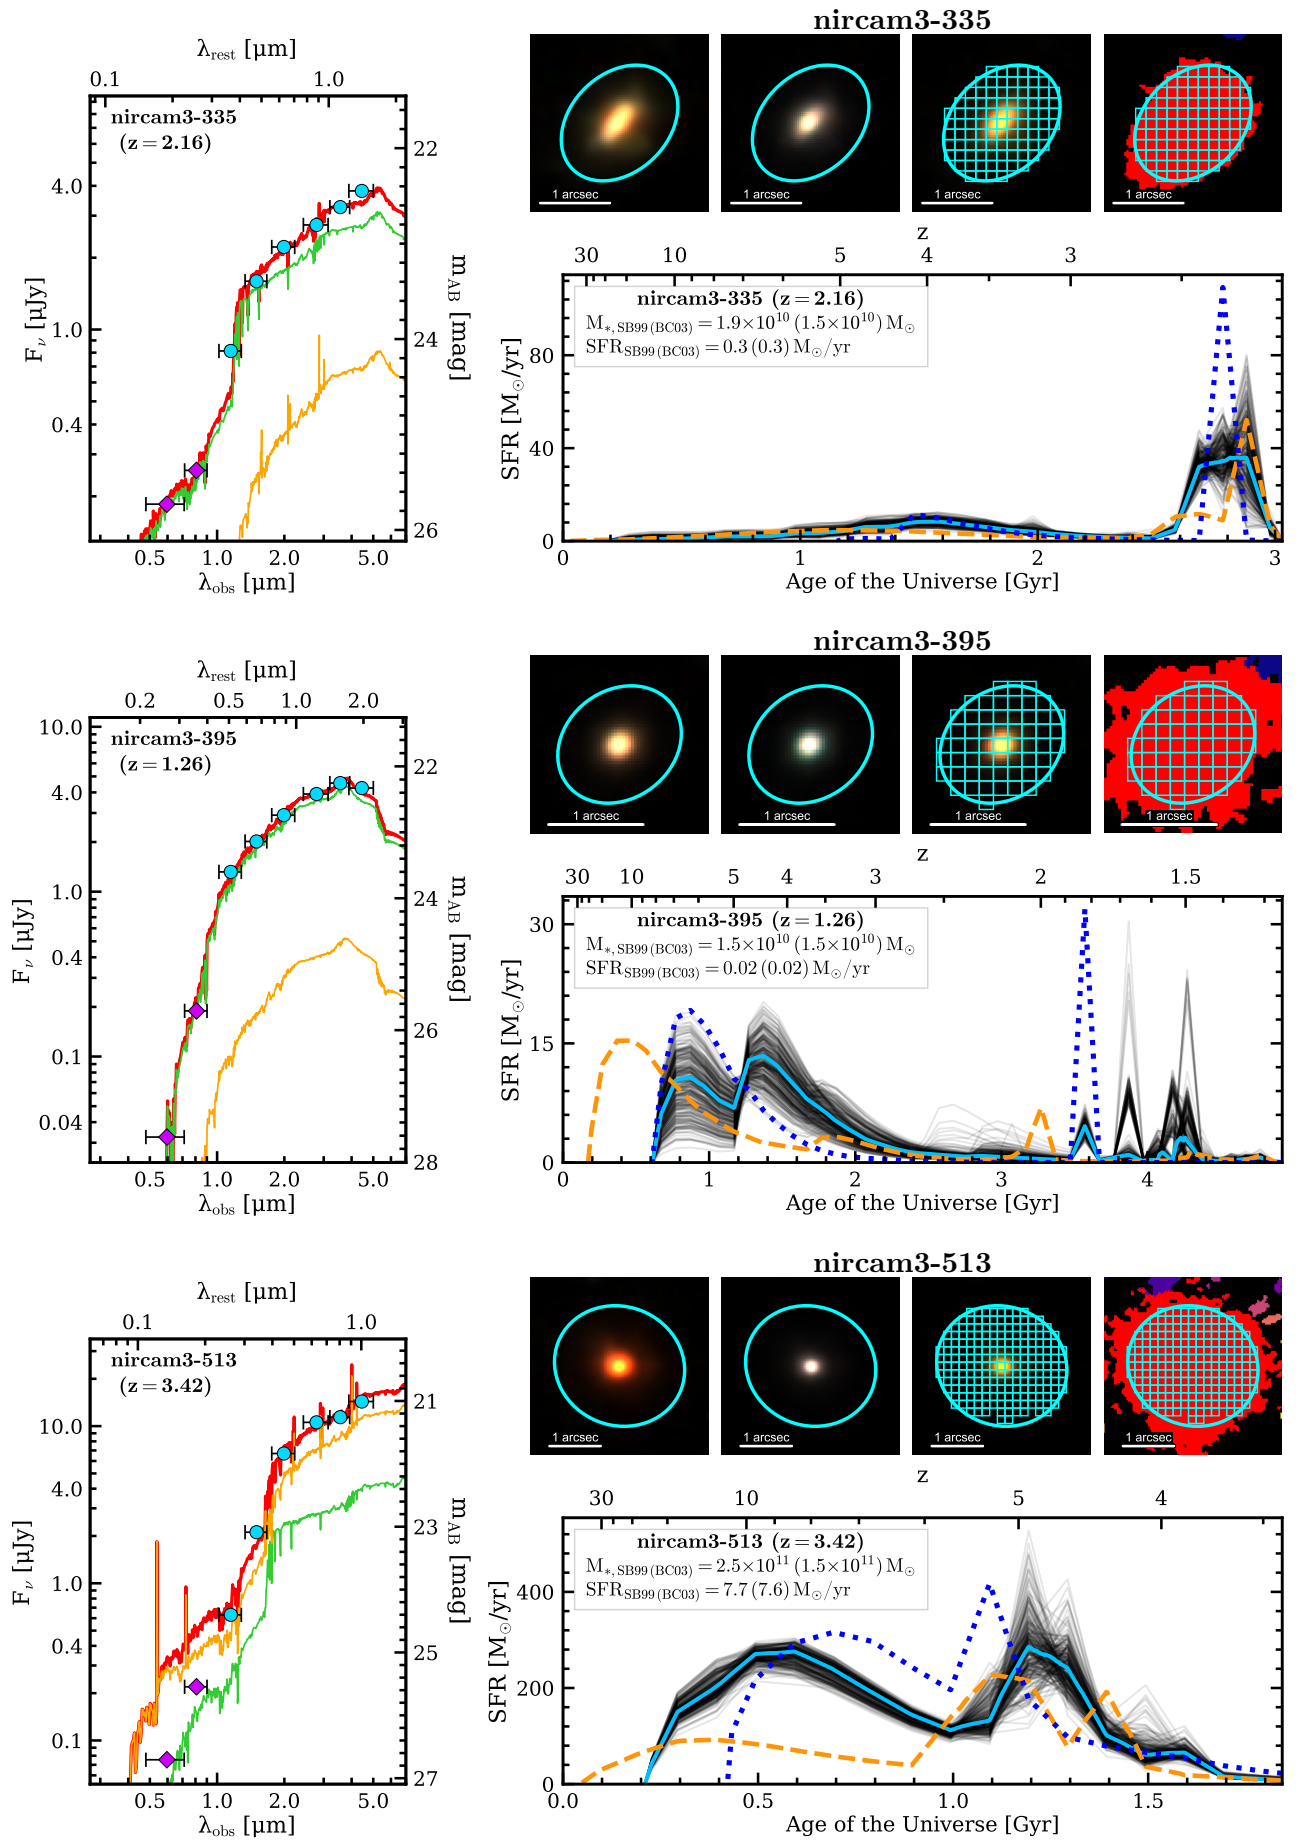 nircam3-335
λrest [µm]
0.1 1.0
nircam3-335
(z = 2.16)
22
4.0
1.0
24
0.4
26
Fν [µJy]
mAB [mag]
0.5 1.0 2.0 5.0
λobs [µm]
1 arcsec 1 arcsec 1 arcsec 1 arcsec
z
30 10 5 4 3
nircam3-335 (z = 2.16)
M*, SB99 (BC03) = 1.9×10^10 (1.5×10^10) M⊙
SFRSB99 (BC03) = 0.3 (0.3) M⊙/yr
80
40
0
SFR [M⊙/yr]
0 1 2 3
Age of the Universe [Gyr]
nircam3-395
λrest [µm]
0.2 0.5 1.0 2.0
nircam3-395
(z = 1.26)
10.0
22
4.0
24
1.0
0.4
26
0.1
0.04
28
Fν [µJy]
mAB [mag]
0.5 1.0 2.0 5.0
λobs [µm]
1 arcsec 1 arcsec 1 arcsec 1 arcsec
z
30 10 5 4 3 2 1.5
nircam3-395 (z = 1.26)
M*, SB99 (BC03) = 1.5×10^10 (1.5×10^10) M⊙
SFRSB99 (BC03) = 0.02 (0.02) M⊙/yr
30
15
0
SFR [M⊙/yr]
0 1 2 3 4
Age of the Universe [Gyr]
nircam3-513
λrest [µm]
0.1 1.0
nircam3-513
(z = 3.42)
21
10.0
4.0
23
1.0
0.4
25
0.1
27
Fν [µJy]
mAB [mag]
0.5 1.0 2.0 5.0
λobs [µm]
1 arcsec 1 arcsec 1 arcsec 1 arcsec
z
30 10 5 4
nircam3-513 (z = 3.42)
M*, SB99 (BC03) = 2.5×10^11 (1.5×10^11) M⊙
SFRSB99 (BC03) = 7.7 (7.6) M⊙/yr
400
200
0
SFR [M⊙/yr]
0.0 0.5 1.0 1.5
Age of the Universe [Gyr]